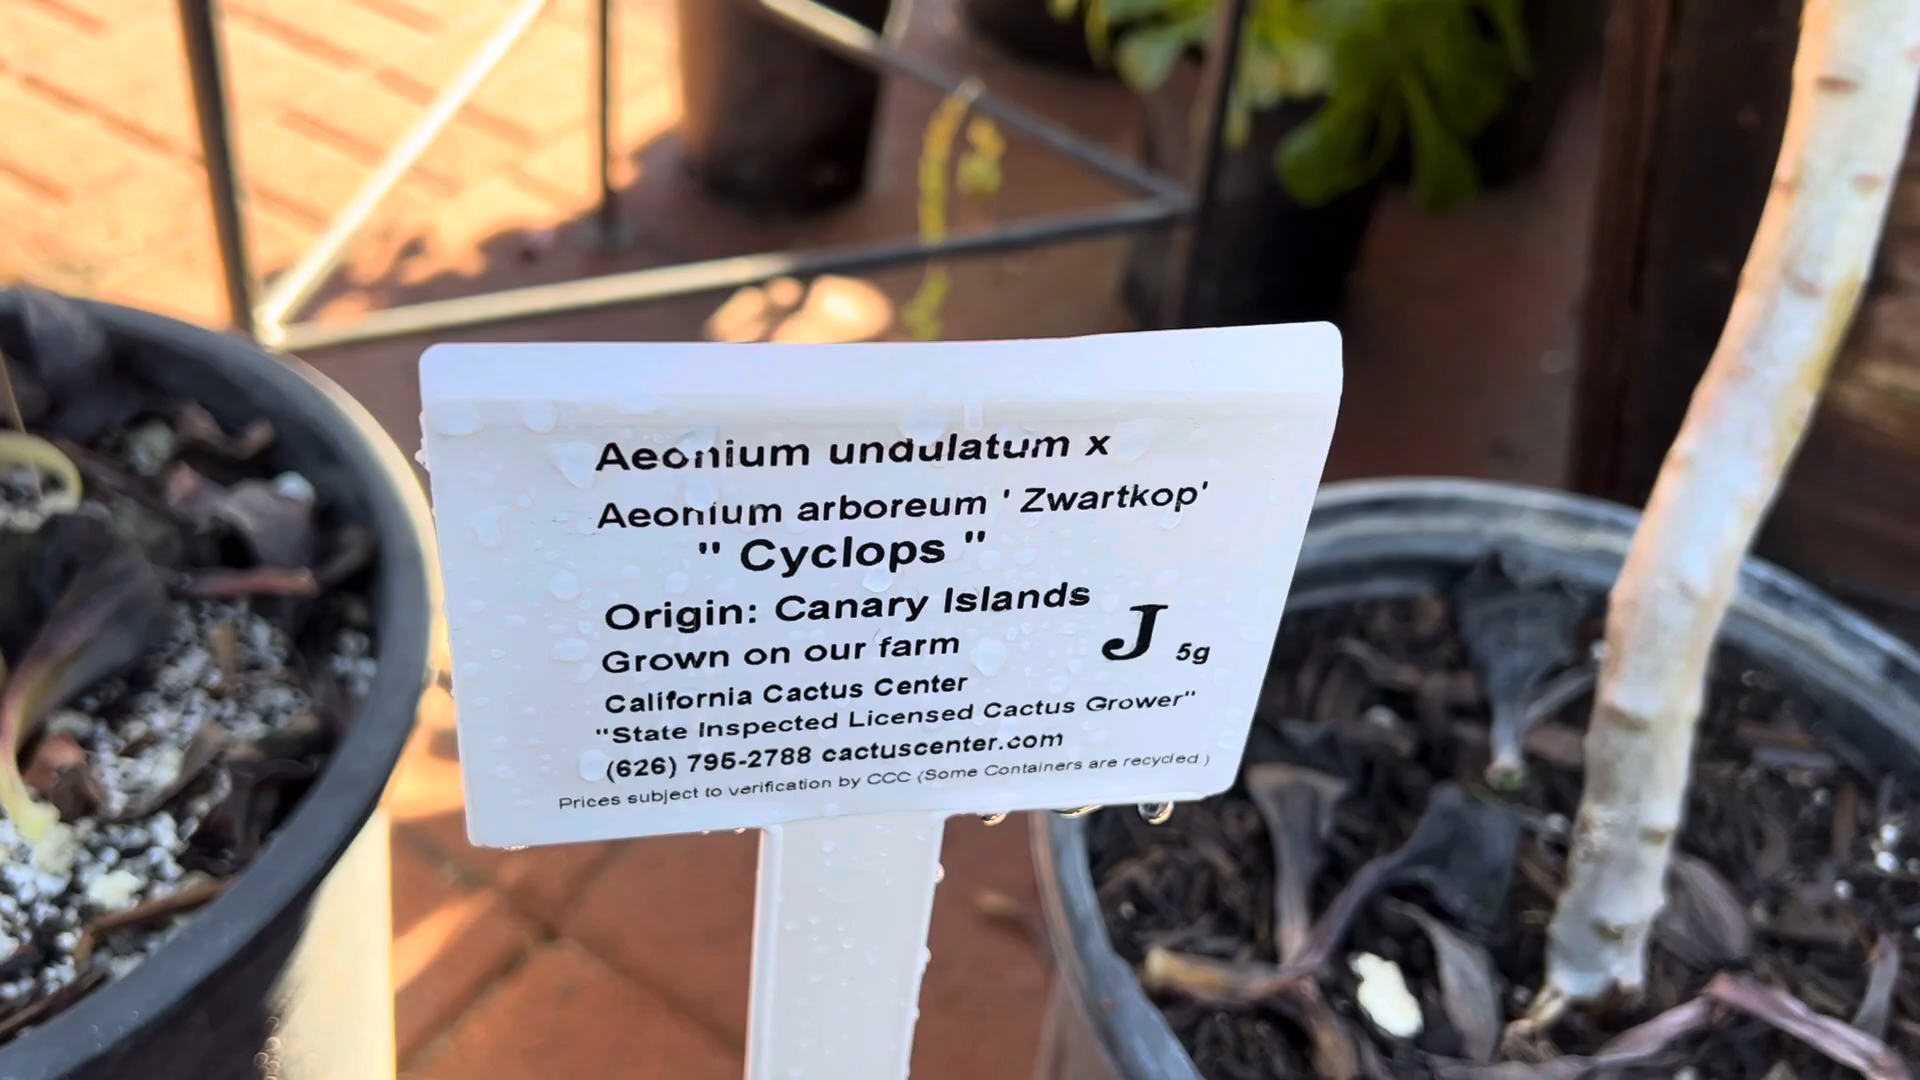 Aeonium undulatum x
Aeonium arboreum ' Zwartkop'
" Cyclops "
Origin: Canary Islands
Grown on our farm
J 5g
California Cactus Center
"State Inspected Licensed Cactus Grower"
(626) 795-2788 cactuscenter.com
Prices subject to verification by CCC (Some Containers are recycled.)